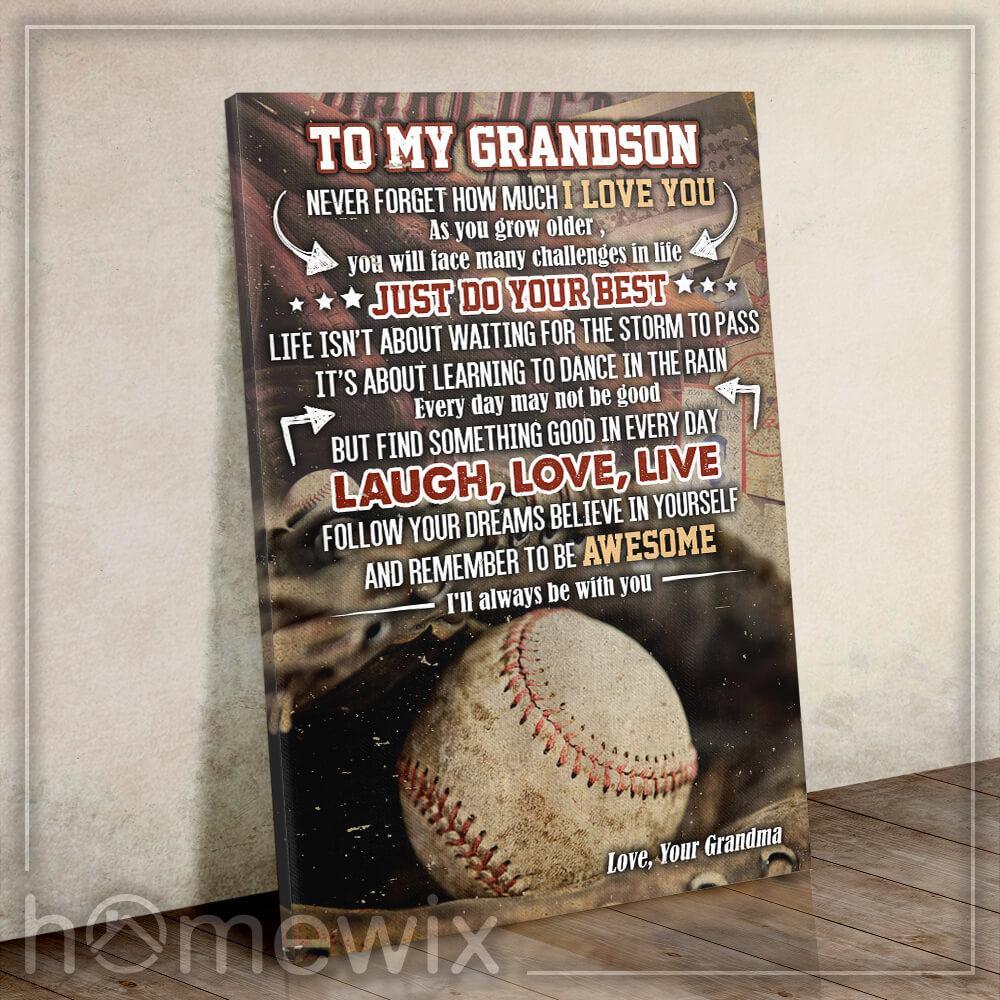 TO MY GRANDSON
NEVER FORGET HOW MUCH I LOVE YOU
As you grow older ,
you will face many challenges in life
JUST DO YOUR BEST
LIFE ISN'T ABOUT WAITING FOR THE STORM TO PASS
IT'S ABOUT LEARNING TO DANCE IN THE RAIN
Every day may not be good
BUT FIND SOMETHING GOOD IN EVERY DAY
LAUGH, LOVE, LIVE
FOLLOW YOUR DREAMS BELIEVE IN YOURSELF
AND REMEMBER TO BE AWESOME
I'll always be with you
Love, Your Grandma
homewix